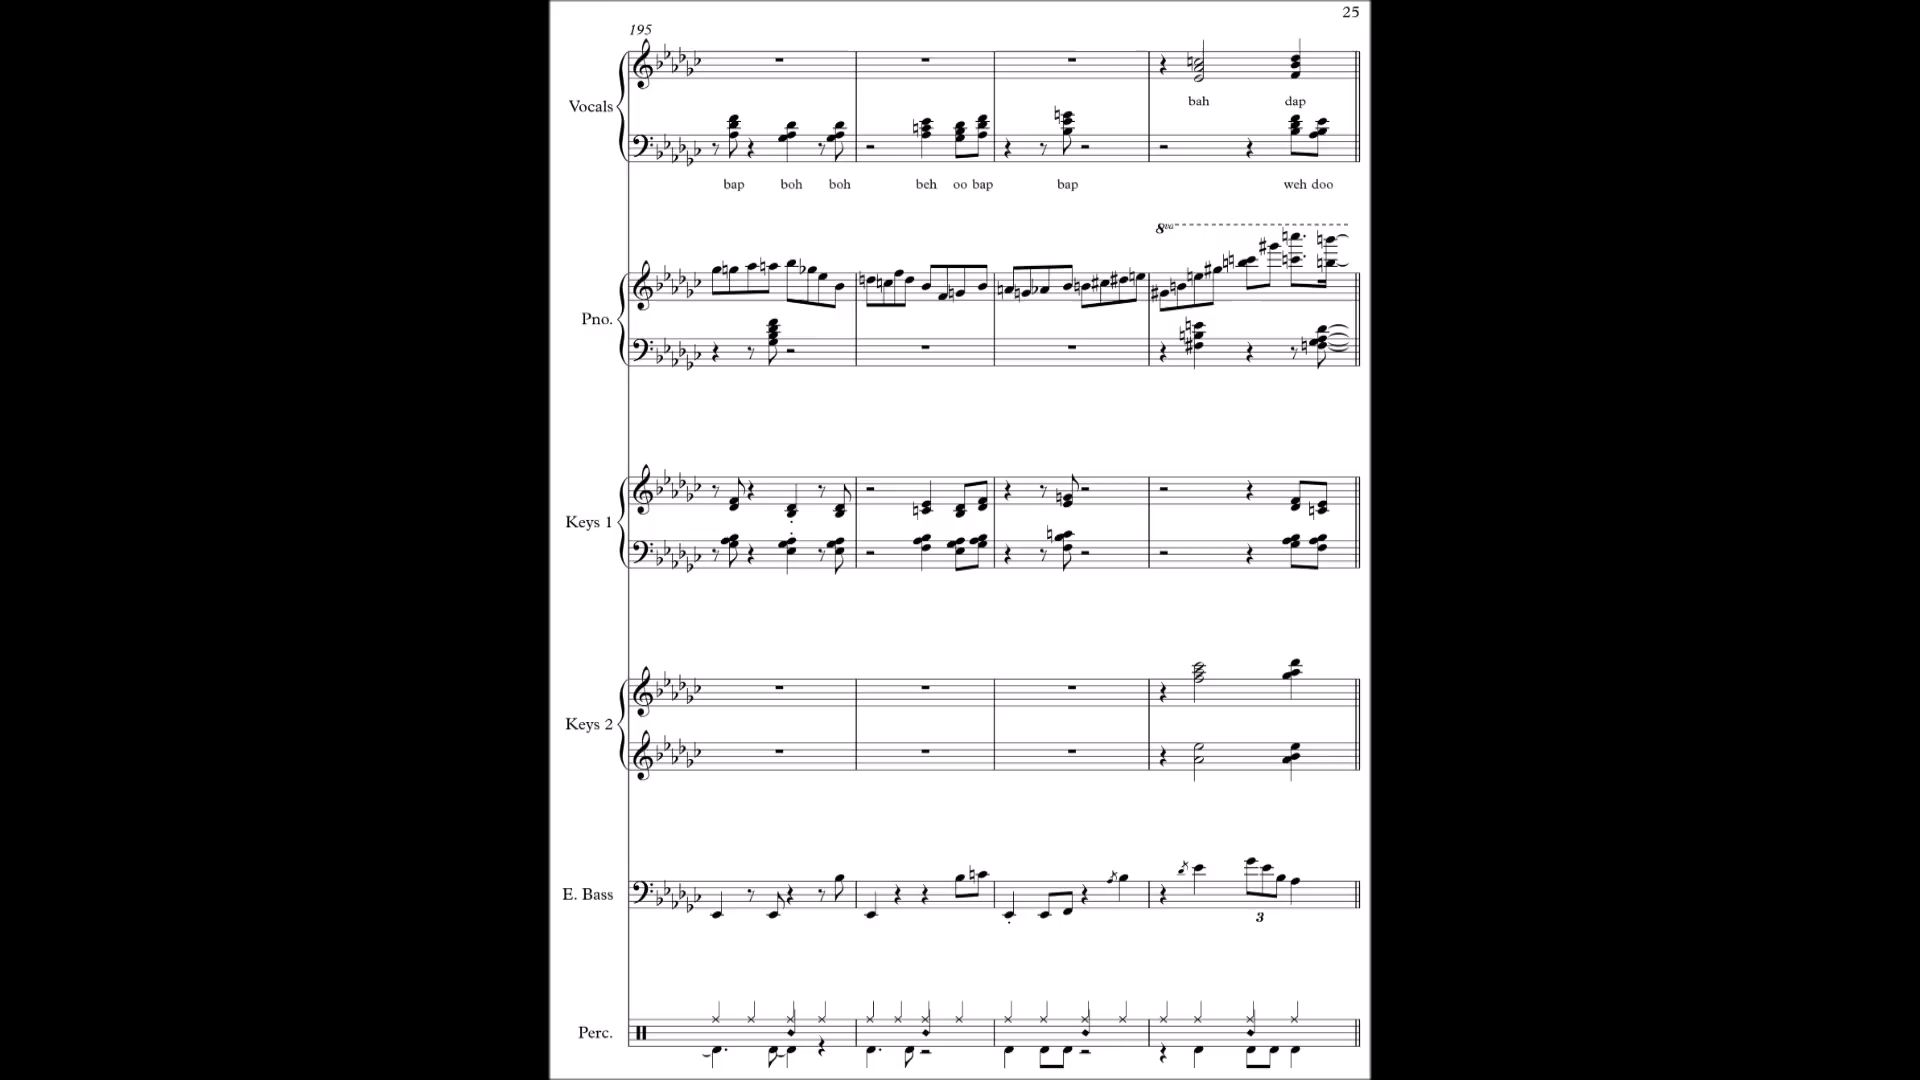 25
195
Vocals
bah dap
bap boh boh beh oo bap bap weh doo
8va
Pno.
Keys 1
Keys 2
E. Bass
3
Perc.